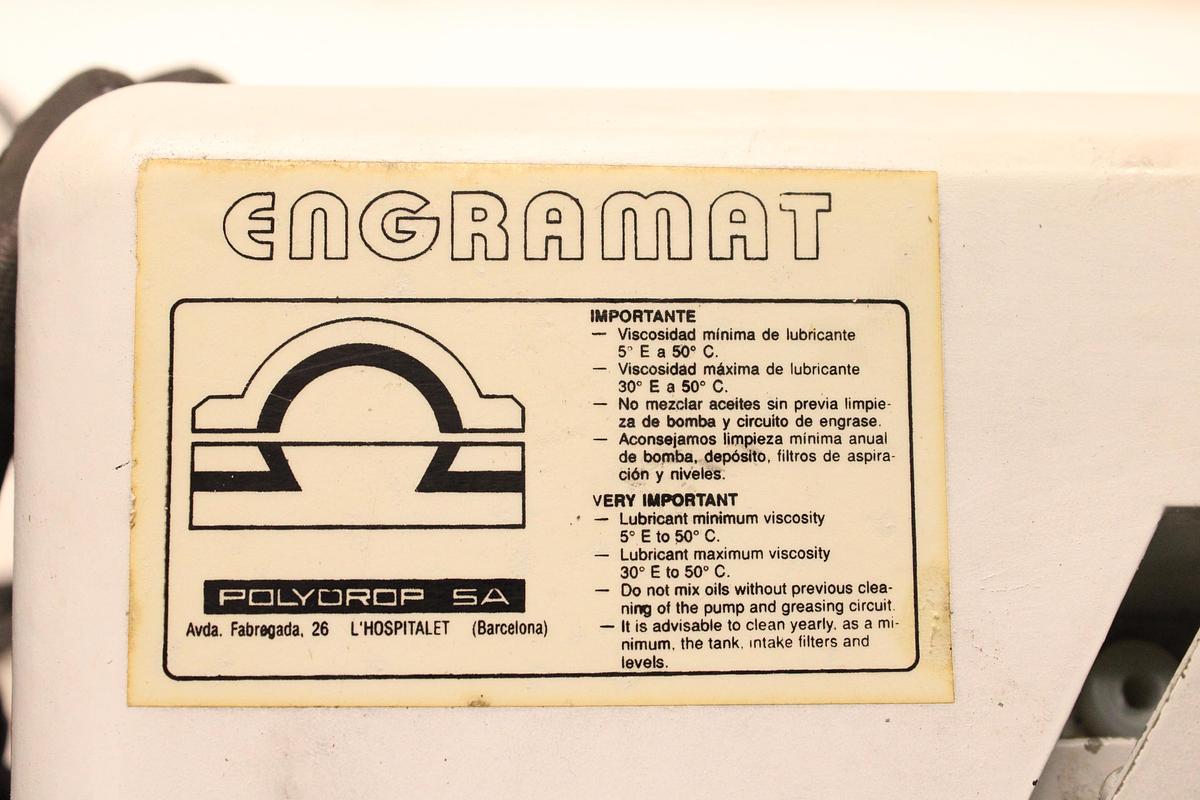 ENGRAMAT
POLYDROP SA
Avda. Fabregada, 26 L'HOSPITALET (Barcelona)
IMPORTANTE
— Viscosidad mínima de lubricante
5° E a 50° C.
— Viscosidad máxima de lubricante
30° E a 50° C.
— No mezclar aceites sin previa limpie-
za de bomba y circuito de engrase.
— Aconsejamos limpieza mínima anual
de bomba, depósito, filtros de aspira-
ción y niveles.
VERY IMPORTANT
— Lubricant minimum viscosity
5° E to 50° C.
— Lubricant maximum viscosity
30° E to 50° C.
— Do not mix oils without previous clea-
ning of the pump and greasing circuit.
— It is advisable to clean yearly, as a mi-
nimum, the tank, intake filters and
levels.